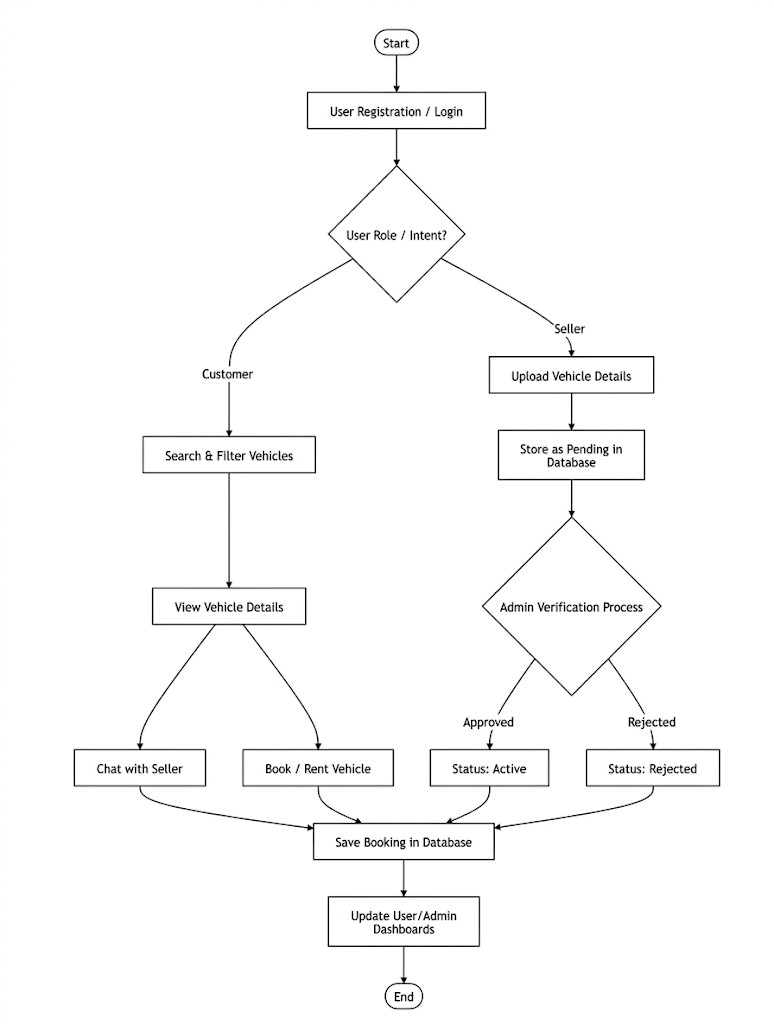 Start
User Registration / Login
User Role / Intent?
Seller
Customer
Upload Vehicle Details
Search & Filter Vehicles
Store as Pending in
Database
View Vehicle Details
Admin Verification Process
Approved
Rejected
Chat with Seller
Book / Rent Vehicle
Status: Active
Status: Rejected
Save Booking in Database
Update User/Admin
Dashboards
End